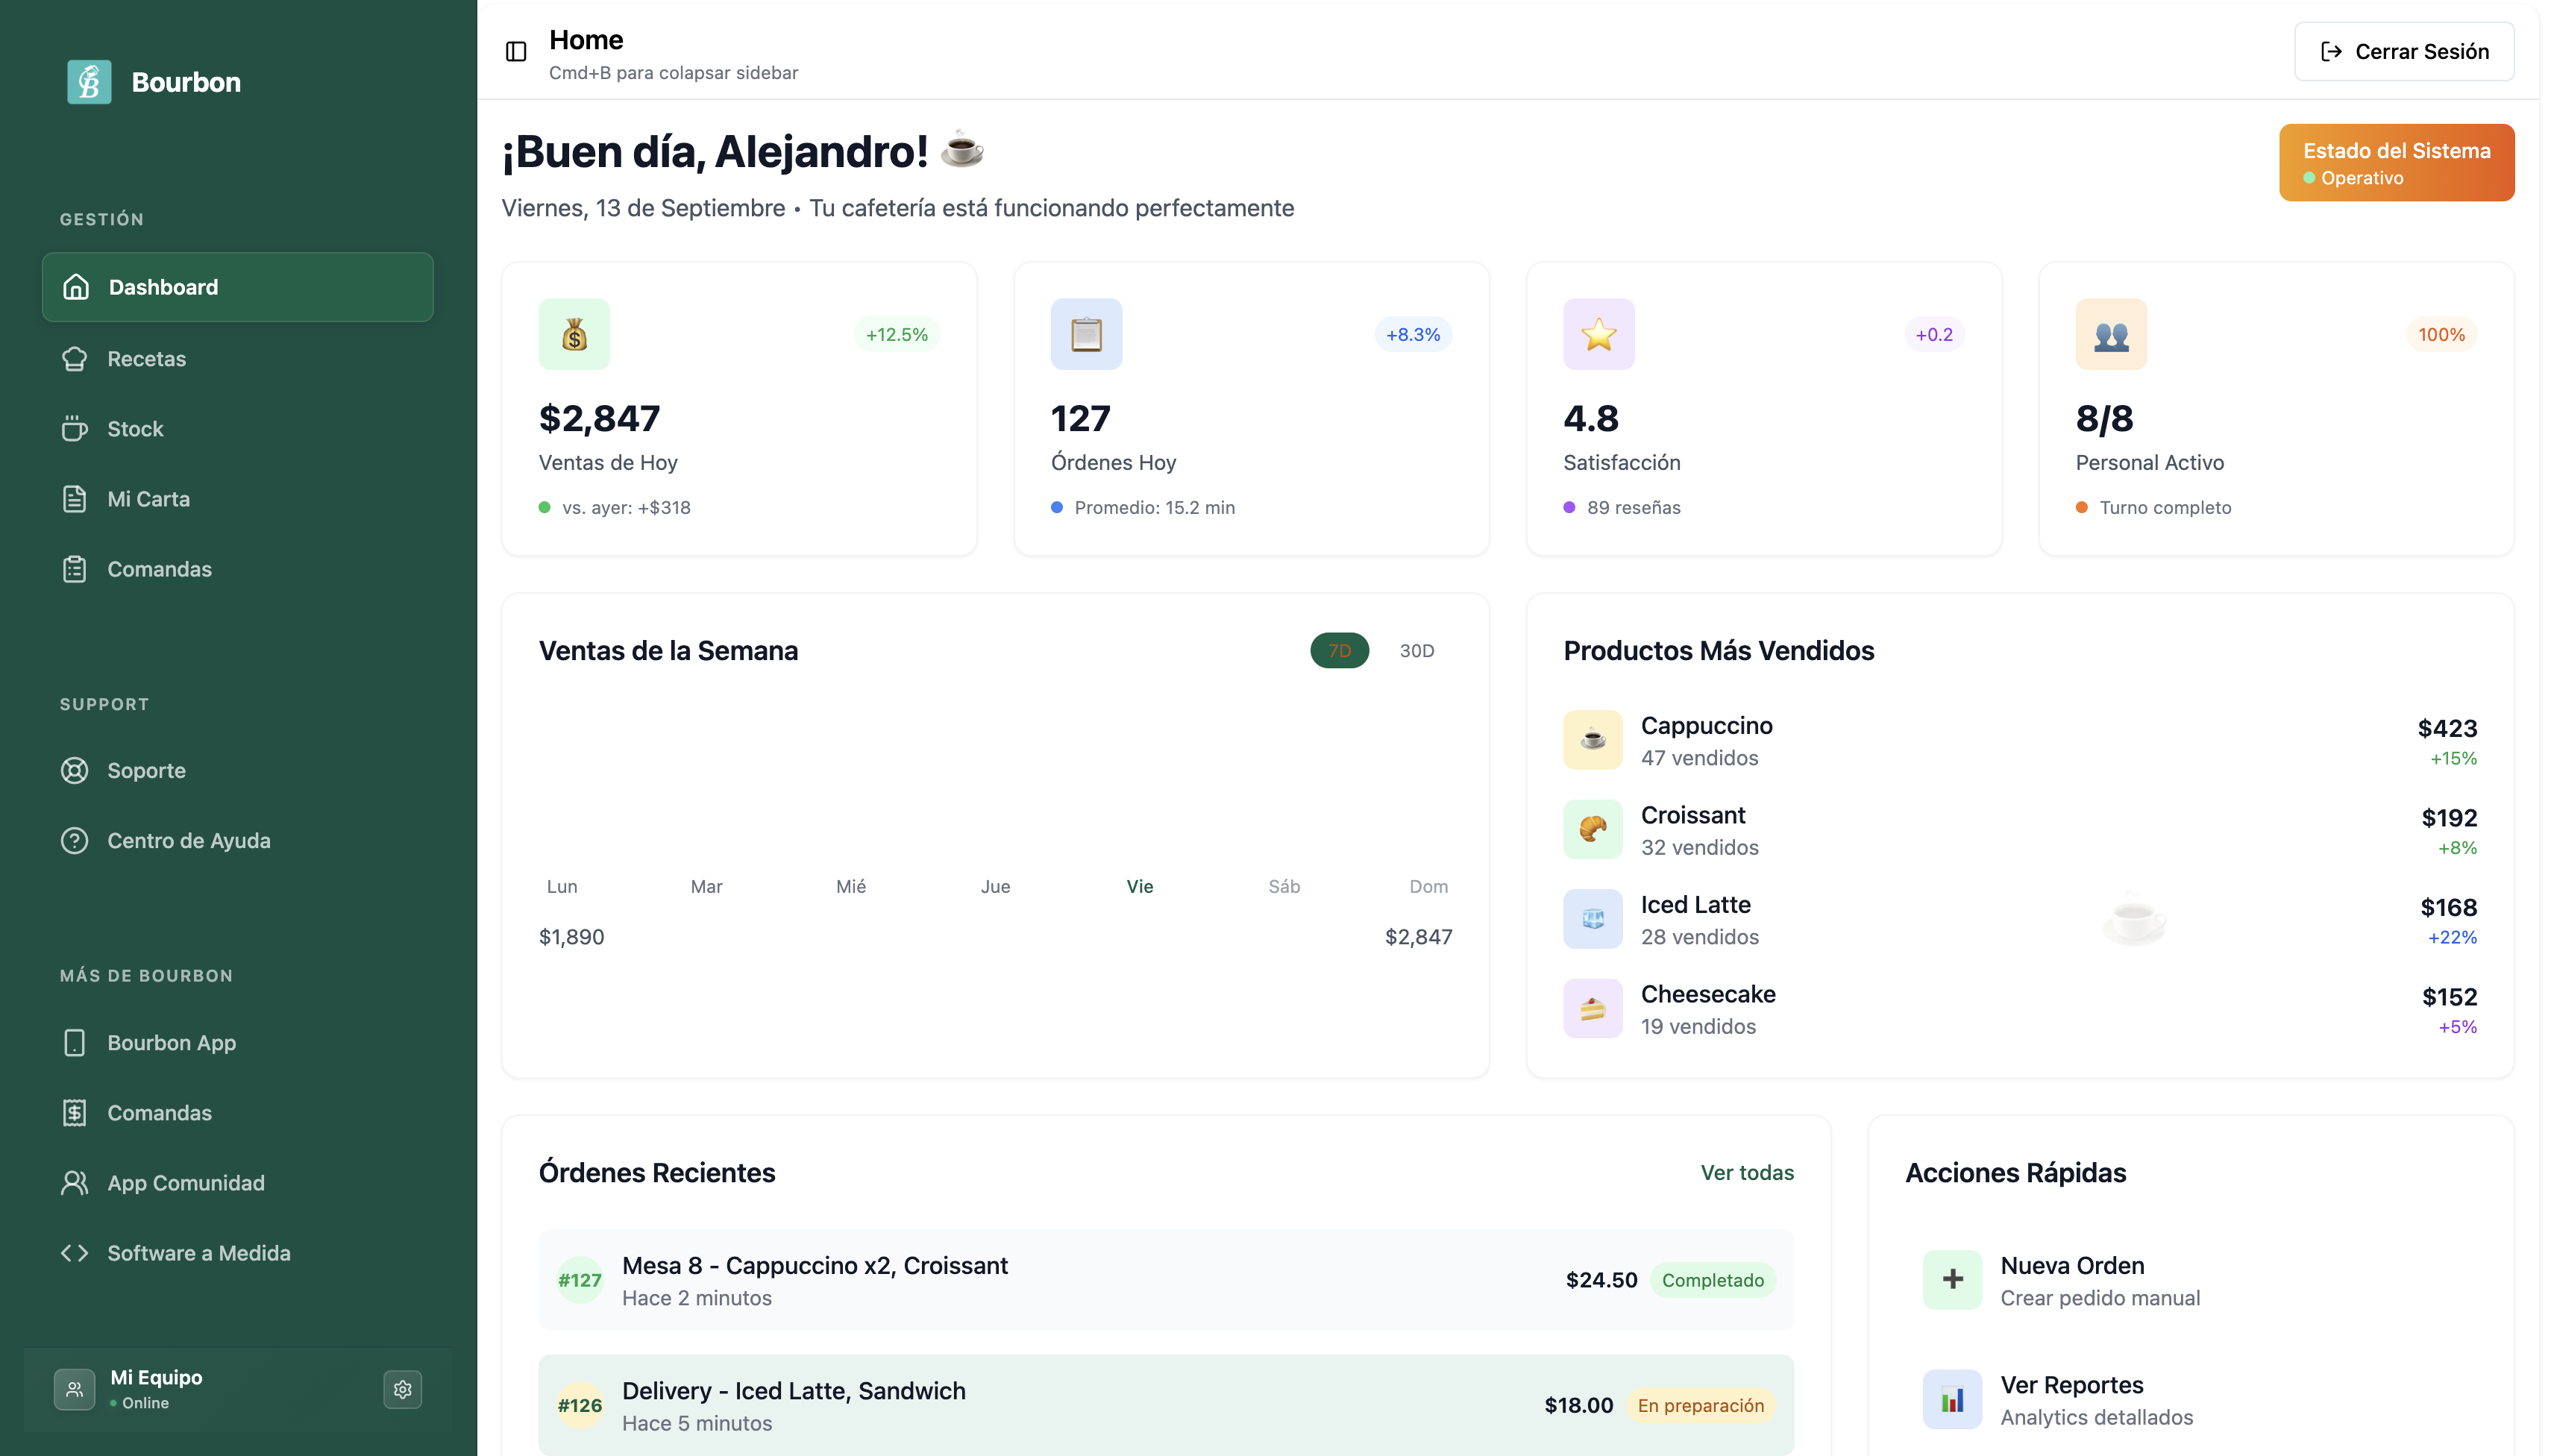 Bourbon
GESTIÓN
Dashboard
Recetas
Stock
Mi Carta
Comandas
SUPPORT
Soporte
Centro de Ayuda
MÁS DE BOURBON
Bourbon App
Comandas
App Comunidad
Software a Medida
Mi Equipo
Online
Home
Cmd+B para colapsar sidebar
Cerrar Sesión
¡Buen día, Alejandro!
Viernes, 13 de Septiembre • Tu cafetería está funcionando perfectamente
Estado del Sistema
Operativo
+12.5%
$2,847
Ventas de Hoy
vs. ayer: +$318
+8.3%
127
Órdenes Hoy
Promedio: 15.2 min
+0.2
4.8
Satisfacción
89 reseñas
100%
8/8
Personal Activo
Turno completo
Ventas de la Semana
7D 30D
Lun Mar Mié Jue Vie Sáb Dom
$1,890 $2,847
Productos Más Vendidos
Cappuccino
47 vendidos
$423
+15%
Croissant
32 vendidos
$192
+8%
Iced Latte
28 vendidos
$168
+22%
Cheesecake
19 vendidos
$152
+5%
Órdenes Recientes
Ver todas
#127
Mesa 8 - Cappuccino x2, Croissant
Hace 2 minutos
$24.50
Completado
#126
Delivery - Iced Latte, Sandwich
Hace 5 minutos
$18.00
En preparación
Acciones Rápidas
Nueva Orden
Crear pedido manual
Ver Reportes
Analytics detallados